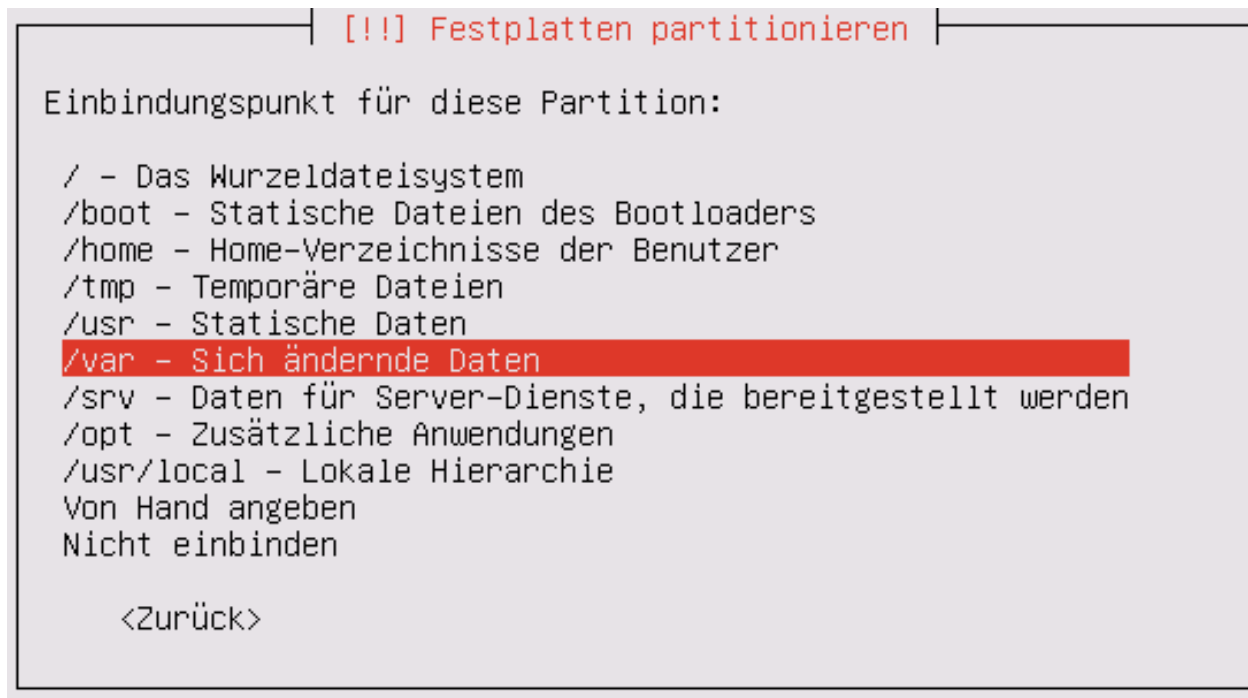 [!!] Festplatten partitionieren
Einbindungspunkt für diese Partition:
/ – Das Wurzeldateisystem
/boot – Statische Dateien des Bootloaders
/home – Home–Verzeichnisse der Benutzer
/tmp – Temporäre Dateien
/usr – Statische Daten
/var – Sich ändernde Daten
/srv – Daten für Server–Dienste, die bereitgestellt werden
/opt – Zusätzliche Anwendungen
/usr/local – Lokale Hierarchie
Von Hand angeben
Nicht einbinden
<Zurück>